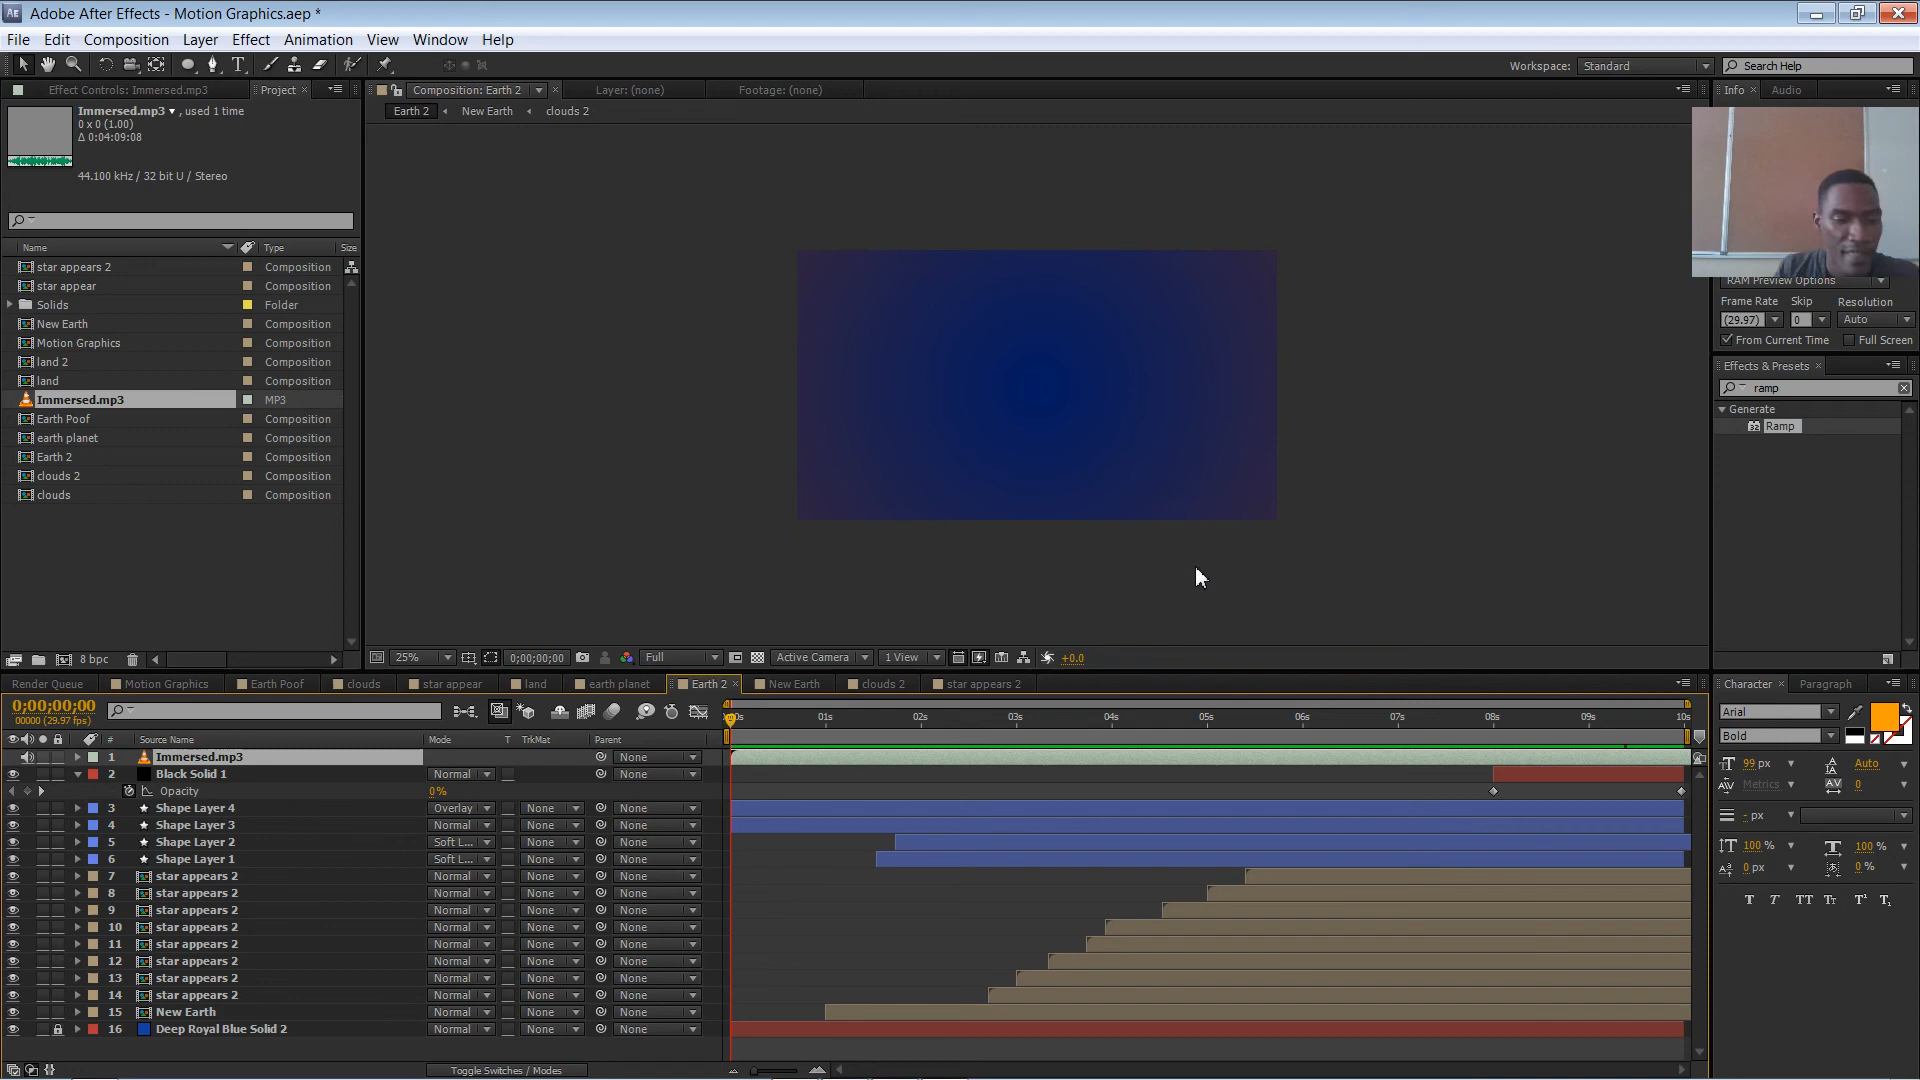 Adobe After Effects - Motion Graphics.aep *
File Edit Composition Layer Effect Animation View Window Help
Workspace: Standard Search Help
Effect Controls: Immersed.mp3 Project
Composition: Earth 2 Layer: (none) Footage: (none)
Info Audio
Immersed.mp3 , used 1 time
0 x 0 (1.00)
Δ 0:04:09:08
44.100 kHz / 32 bit U / Stereo
Earth 2 New Earth clouds 2
Name Type Size
star appears 2 Composition
star appear Composition
Solids Folder
New Earth Composition
Motion Graphics Composition
land 2 Composition
land Composition
Immersed.mp3 MP3
Earth Poof Composition
earth planet Composition
Earth 2 Composition
clouds 2 Composition
clouds Composition
8 bpc
RAM Preview Options
Frame Rate Skip Resolution
(29.97) 0 Auto
From Current Time Full Screen
Effects & Presets
ramp
Generate
Ramp
25% 0;00;00;00 Full Active Camera 1 View +0.0
Render Queue Motion Graphics Earth Poof clouds star appear land earth planet Earth 2 New Earth clouds 2 star appears 2
0;00;00;00
00000 (29.97 fps)
01s 02s 03s 04s 05s 06s 07s 08s 09s 10s
# Source Name Mode T TrkMat Parent
1 Immersed.mp3 None
2 Black Solid 1 Normal None
Opacity 0%
3 Shape Layer 4 Overlay None None
4 Shape Layer 3 Normal None None
5 Shape Layer 2 Soft L... None None
6 Shape Layer 1 Soft L... None None
7 star appears 2 Normal None None
8 star appears 2 Normal None None
9 star appears 2 Normal None None
10 star appears 2 Normal None None
11 star appears 2 Normal None None
12 star appears 2 Normal None None
13 star appears 2 Normal None None
14 star appears 2 Normal None None
15 New Earth Normal None None
16 Deep Royal Blue Solid 2 Normal None None
Toggle Switches / Modes
Character Paragraph
Arial
Bold
99 px Auto
Metrics 0
- px
100 % 100 %
0 px 0 %